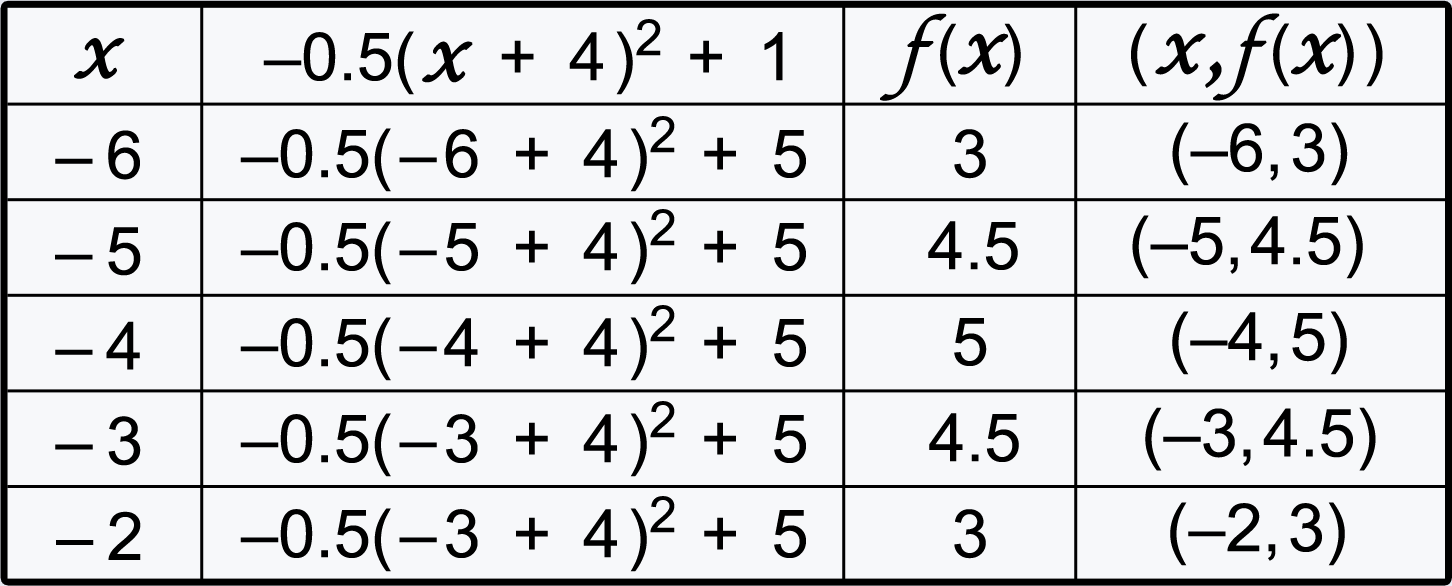 x –0.5(x + 4)² + 1 f(x) (x, f(x))
–6 –0.5(–6 + 4)² + 5 3 (–6, 3)
–5 –0.5(–5 + 4)² + 5 4.5 (–5, 4.5)
–4 –0.5(–4 + 4)² + 5 5 (–4, 5)
–3 –0.5(–3 + 4)² + 5 4.5 (–3, 4.5)
–2 –0.5(–3 + 4)² + 5 3 (–2, 3)